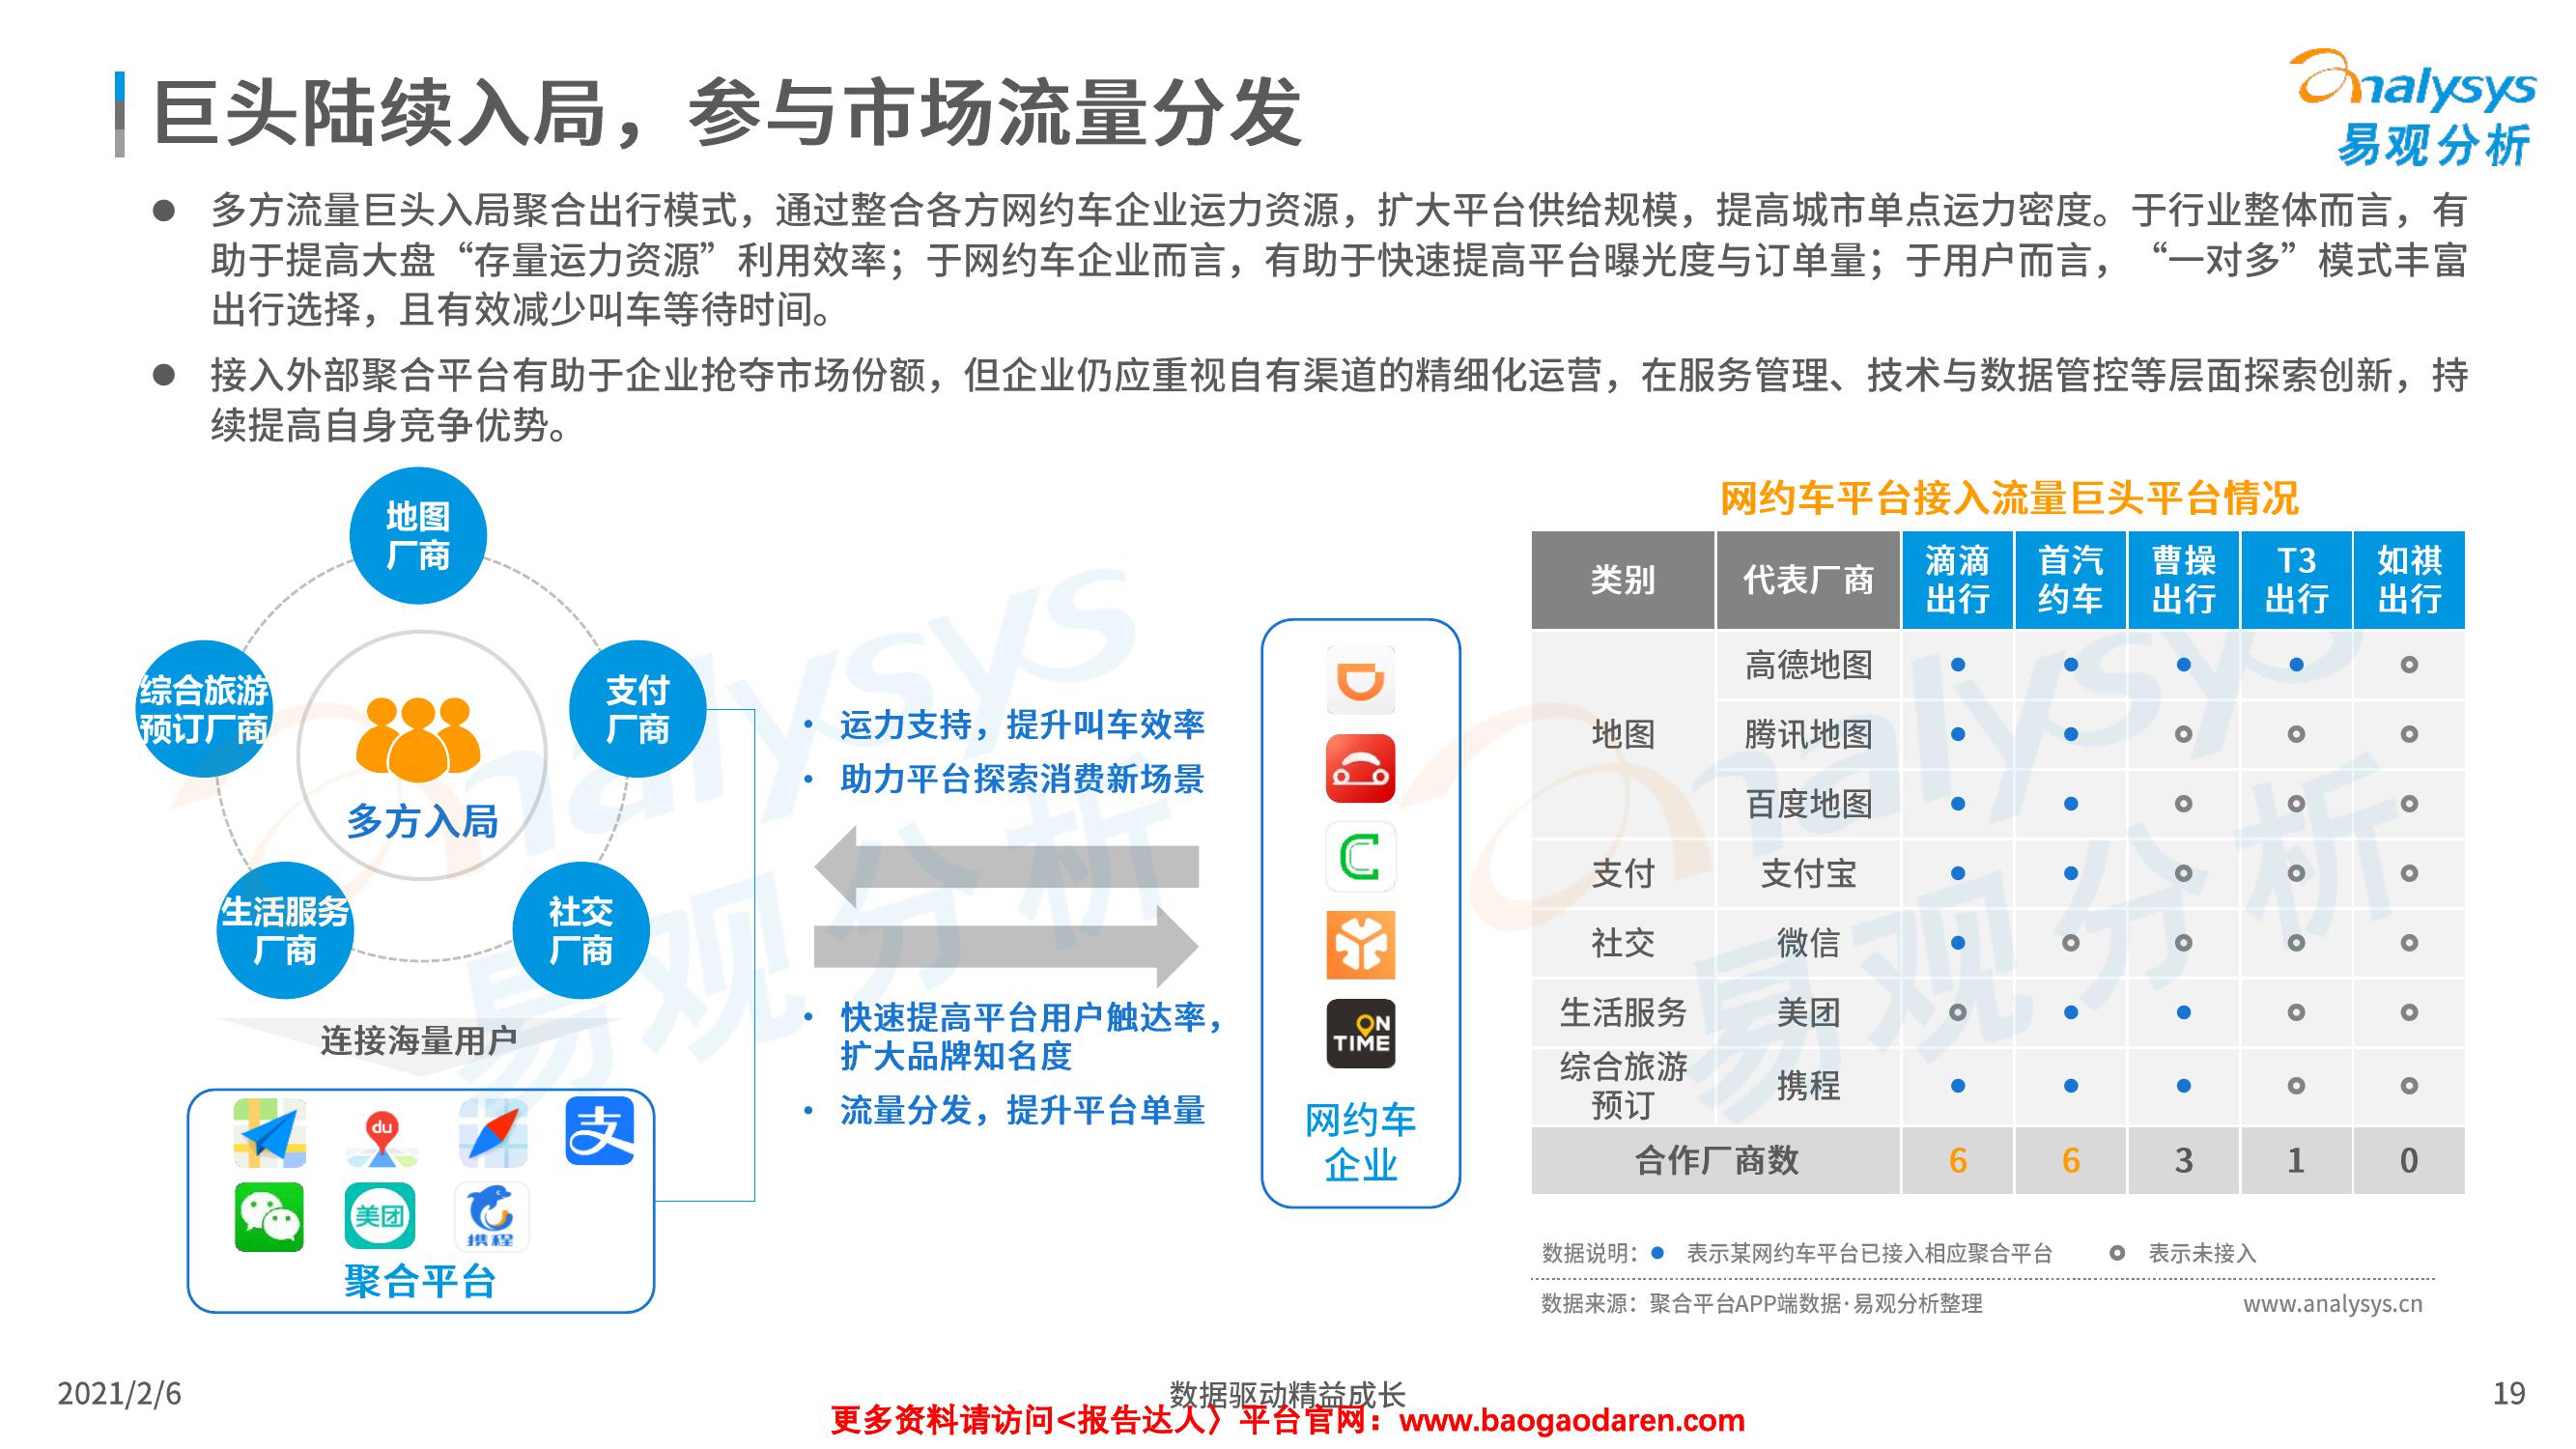 巨头陆续入局，参与市场流量分发
Analysys
易观分析
● 多方流量巨头入局聚合出行模式，通过整合各方网约车企业运力资源，扩大平台供给规模，提高城市单点运力密度。于行业整体而言，有
助于提高大盘“存量运力资源”利用效率；于网约车企业而言，有助于快速提高平台曝光度与订单量；于用户而言，“一对多”模式丰富
出行选择，且有效减少叫车等待时间。
● 接入外部聚合平台有助于企业抢夺市场份额，但企业仍应重视自有渠道的精细化运营，在服务管理、技术与数据管控等层面探索创新，持
续提高自身竞争优势。
地图
厂商
综合旅游
预订厂商
支付
厂商
多方入局
生活服务
厂商
社交
厂商
连接海量用户
du
支
美团
携程
聚合平台
• 运力支持，提升叫车效率
• 助力平台探索消费新场景
• 快速提高平台用户触达率，
扩大品牌知名度
• 流量分发，提升平台单量
ON
TIME
网约车
企业
网约车平台接入流量巨头平台情况
类别 代表厂商 滴滴出行 首汽约车 曹操出行 T3出行 如祺出行
地图 高德地图 ● ● ● ● ○
腾讯地图 ● ● ○ ○ ○
百度地图 ● ● ○ ○ ○
支付 支付宝 ● ● ○ ○ ○
社交 微信 ● ○ ○ ○ ○
生活服务 美团 ○ ● ● ○ ○
综合旅游预订 携程 ● ● ● ○ ○
合作厂商数 6 6 3 1 0
数据说明： ● 表示某网约车平台已接入相应聚合平台 ○ 表示未接入
数据来源：聚合平台APP端数据·易观分析整理 www.analysys.cn
2021/2/6
数据驱动精益成长
19
更多资料请访问<报告达人〉平台官网：www.baogaodaren.com